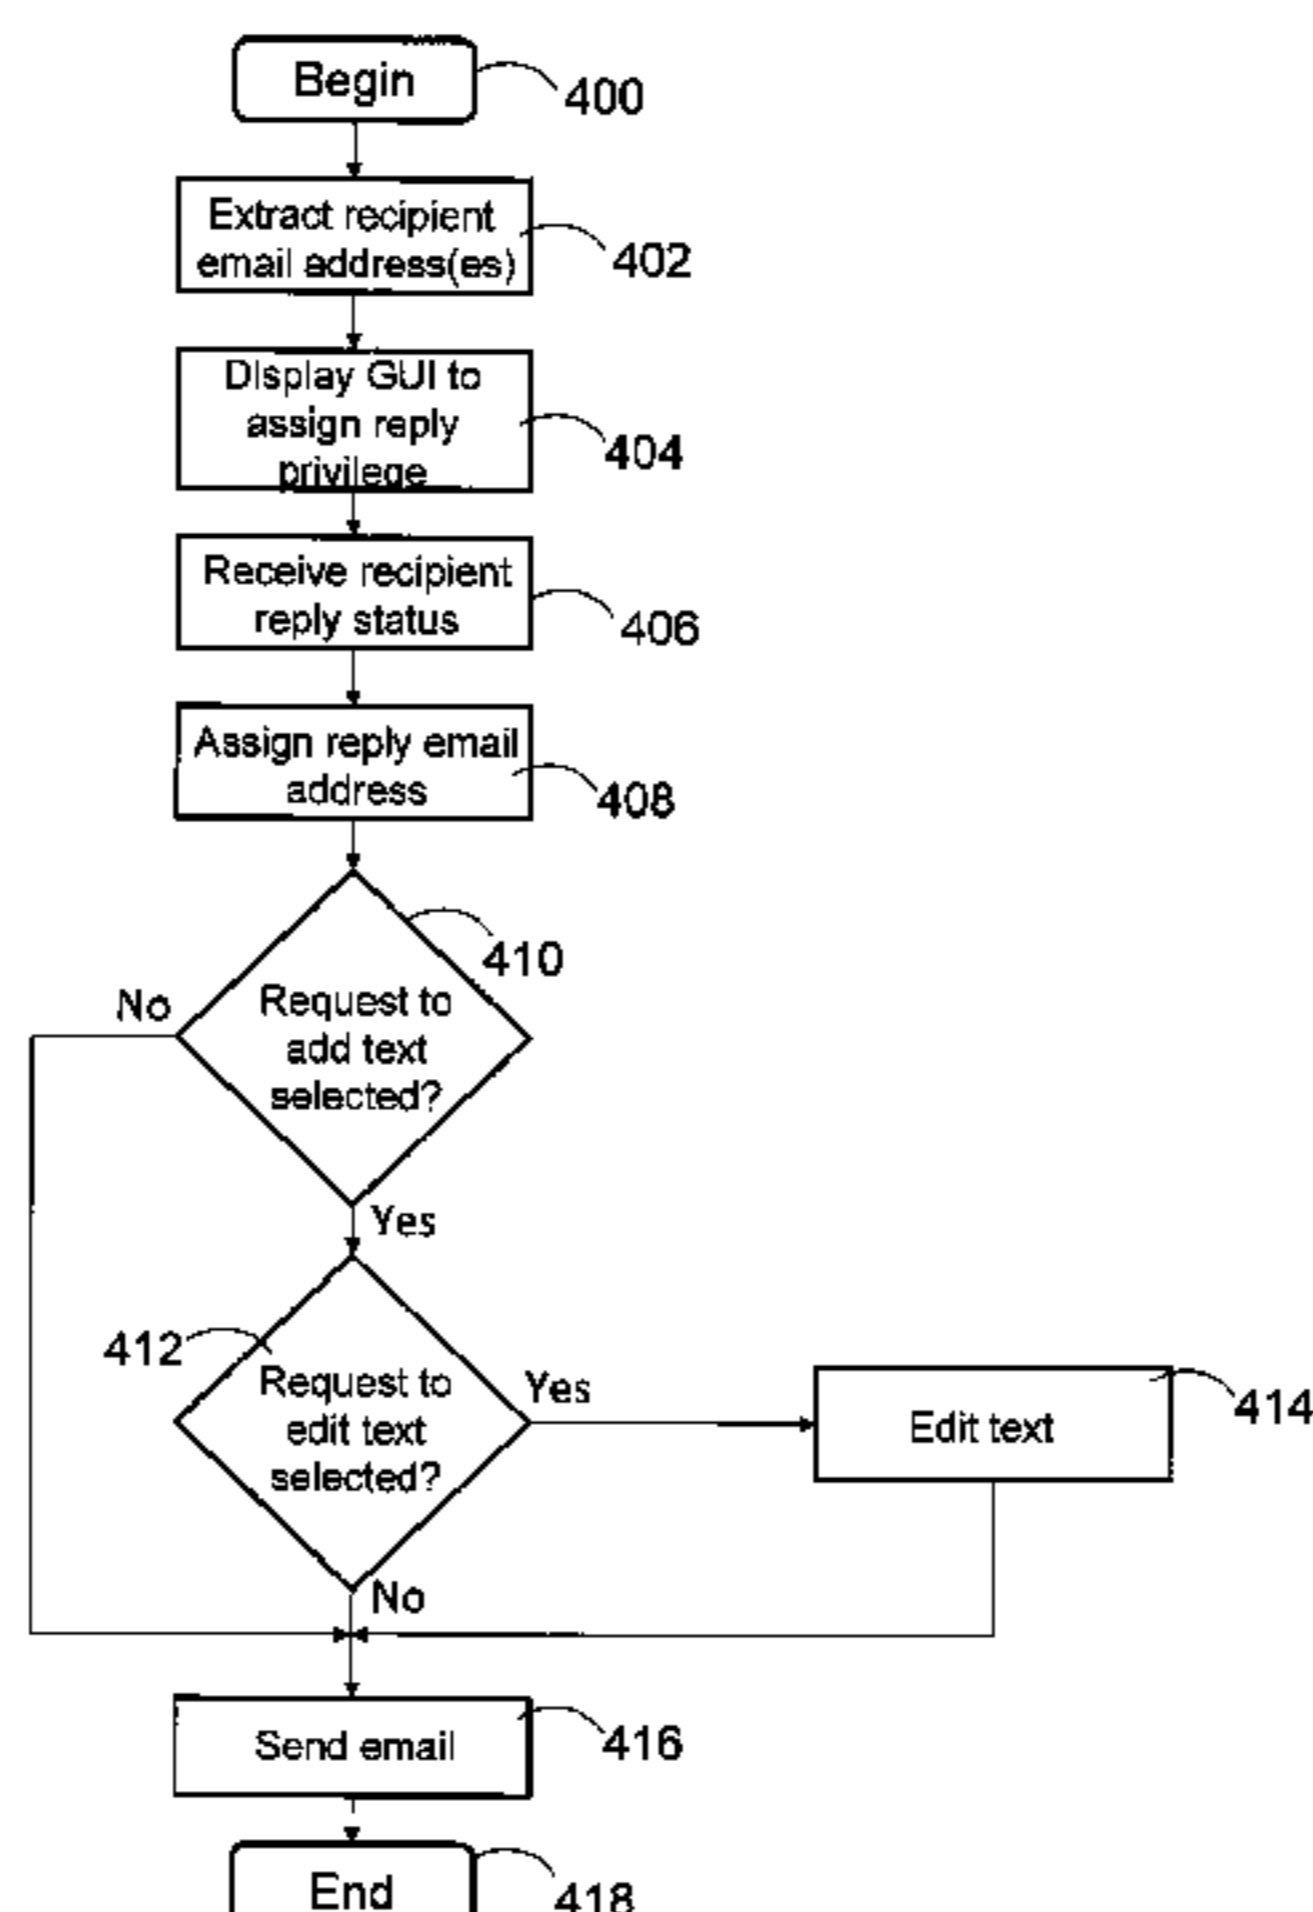 Begin
400
Extract recipient
email address(es)
402
Display GUI to
assign reply
privilege
404
Receive recipient
reply status
406
Assign reply email
address
408
410
Request to
add text
selected?
No
Yes
412
Request to
edit text
selected?
Yes
Edit text
414
No
Send email
416
End
418